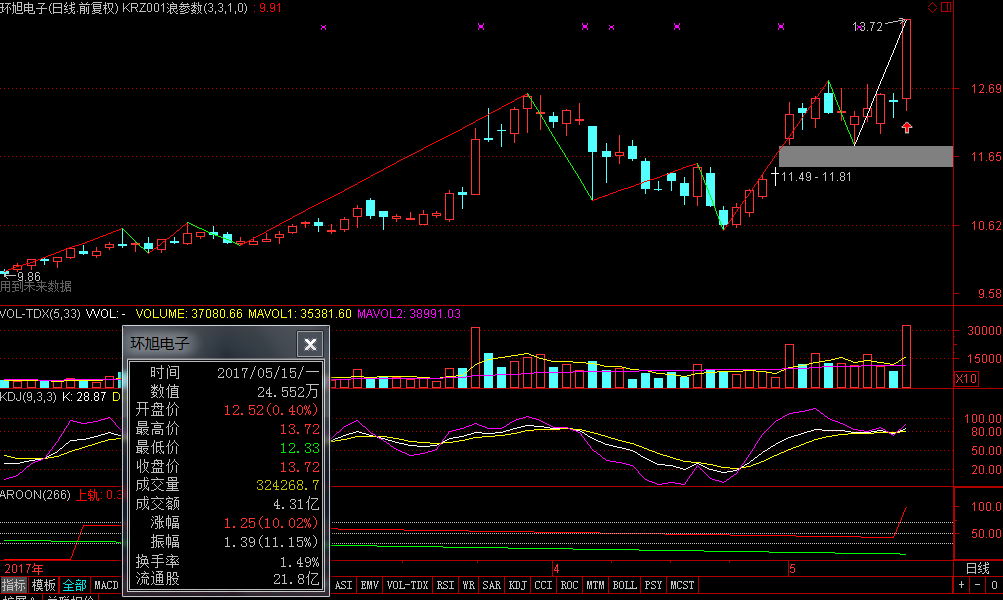 环旭电子(日线.前复权) KRZ001浪参数(3,3,1,0) : 9.91
13.72
12.69
11.65
11.49 - 11.81
10.62
9.86
用到未来数据
9.58
VOL-TDX(5,33) VVOL: - VOLUME: 37080.66 MAVOL1: 35381.60 MAVOL2: 38991.03
30000
15000
X10
KDJ(9,3,3) K: 28.87 D
100.00
80.00
50.00
20.00
AROON(266) 上轨: 0.3
100.0
50.00
环旭电子
时间 2017/05/15/一
数值 24.552万
开盘价 12.52(0.40%)
最高价 13.72
最低价 12.33
收盘价 13.72
成交量 324268.7
成交额 4.31亿
涨幅 1.25(10.02%)
振幅 1.39(11.15%)
换手率 1.49%
流通股 21.8亿
2017年 4 5 日线
指标 模板 全部 MACD ASI EMV VOL-TDX RSI WR SAR KDJ CCI ROC MTM BOLL PSY MCST + - 0